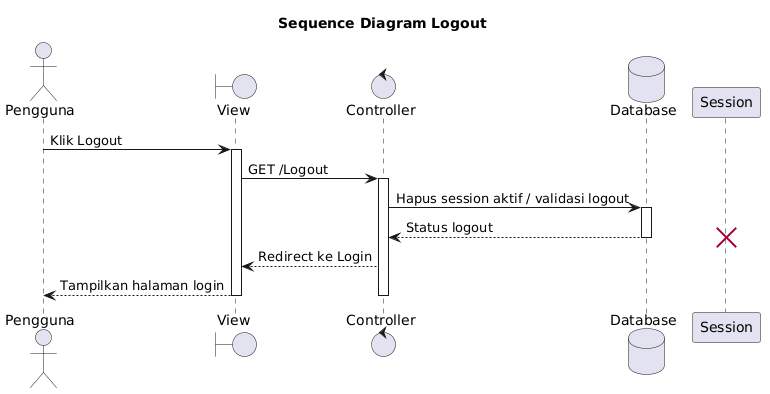 Sequence Diagram Logout
Pengguna
View
Controller
Database
Session
Klik Logout
GET /Logout
Hapus session aktif / validasi logout
Status logout
Redirect ke Login
Tampilkan halaman login
Pengguna
View
Controller
Database
Session